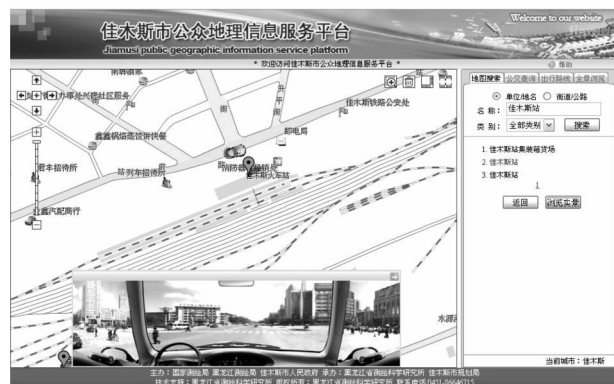 Welcome to our website
佳木斯市公众地理信息服务平台
Jiamusi public geographic information service platform
* 欢迎访问佳木斯市公众地理信息服务平台 *
帮助
地图搜索 公交查询 出行路线 全景浏览
单位/地名 街道/公路
名 称： 佳木斯站
类 别： 全部类别 搜索
1. 佳木斯站集装箱货场
2. 佳木斯站
3. 佳木斯站
1
返回 浏览实景
办事处兴德社区服务
佳木斯铁路公安处
邮电局
鑫鑫锅烙蒸饺饼快餐
君丰招待所
站列车招待所
佳木斯火车站
鑫汽配商行
水源
当前城市：佳木斯
主办：国家测绘局 黑龙江测绘局 佳木斯市人民政府 承办：黑龙江省测绘科学研究所 佳木斯市规划局
技术支持：黑龙江省测绘科学研究所 版权所有：黑龙江省测绘科学研究所 联系电话:0451-86646215